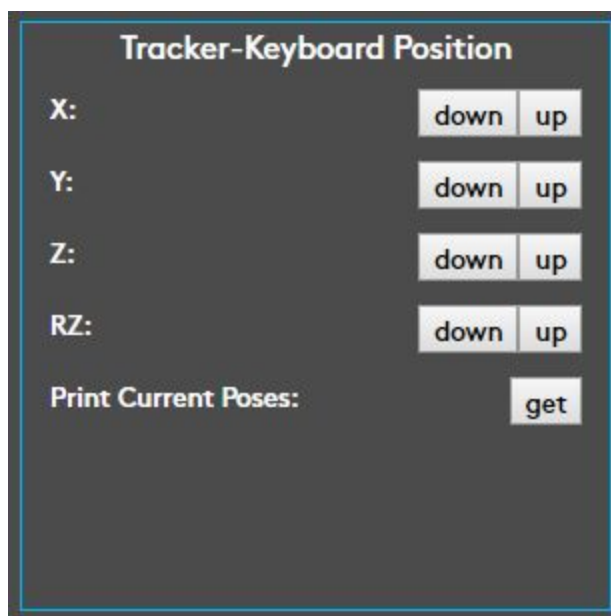 Tracker-Keyboard Position
X: down up
Y: down up
Z: down up
RZ: down up
Print Current Poses: get